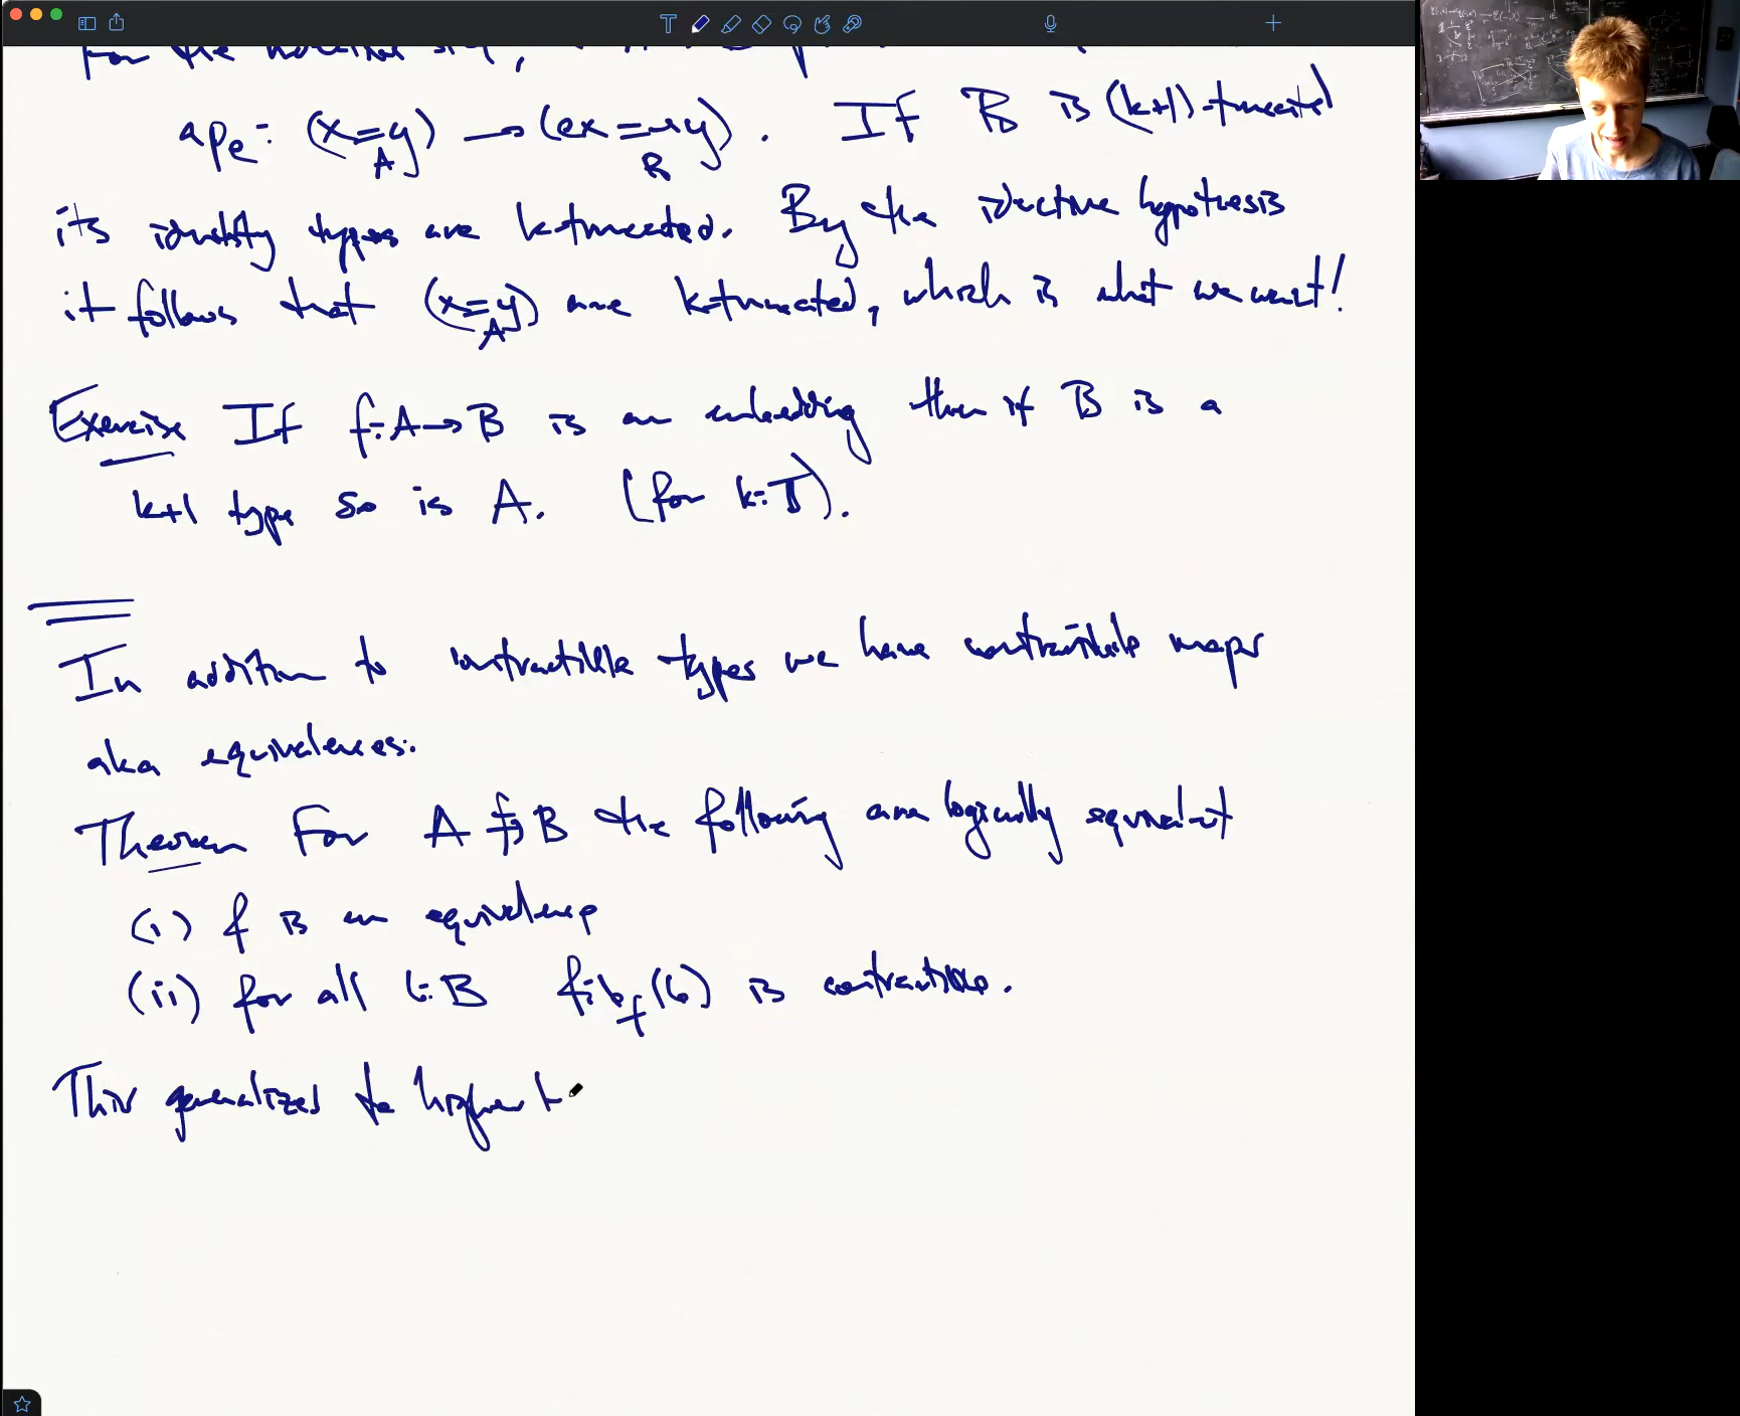 For the
ap_e : (x =_A y) → (ex =_B ey). If B is (k+1)-truncated
its identity types are k-truncated. By the inductive hypothesis
it follows that (x =_A y) are k-truncated, which is what we want!
Exercise If f : A → B is an embedding then if B is a
k+1 type so is A. (for k : T).
In addition to contractible types we have contractible maps
aka equivalences.
Theorem For A f→ B the following are logically equivalent
(i) f is an equivalence
(ii) for all b : B fib_f(b) is contractible.
This generalizes to higher